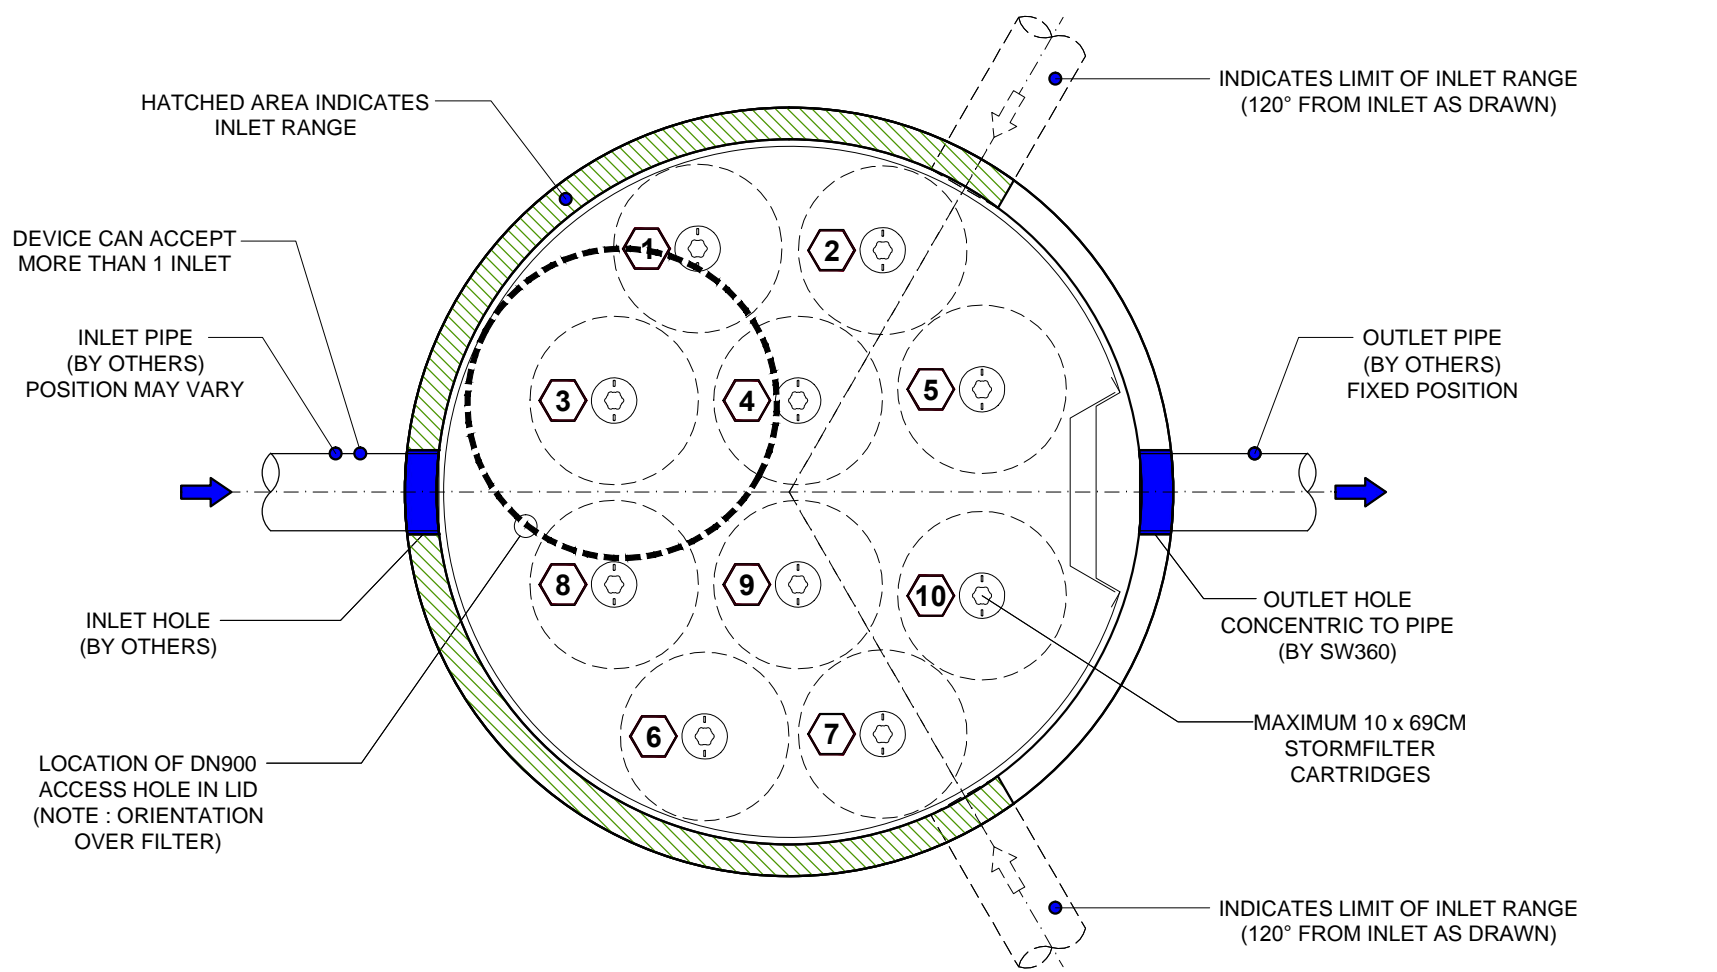 INDICATES LIMIT OF INLET RANGE
(120° FROM INLET AS DRAWN)
HATCHED AREA INDICATES
INLET RANGE
DEVICE CAN ACCEPT
MORE THAN 1 INLET
INLET PIPE
(BY OTHERS)
POSITION MAY VARY
OUTLET PIPE
(BY OTHERS)
FIXED POSITION
1
2
3
4
5
8
9
10
6
7
INLET HOLE
(BY OTHERS)
OUTLET HOLE
CONCENTRIC TO PIPE
(BY SW360)
LOCATION OF DN900
ACCESS HOLE IN LID
(NOTE : ORIENTATION
OVER FILTER)
MAXIMUM 10 x 69CM
STORMFILTER
CARTRIDGES
INDICATES LIMIT OF INLET RANGE
(120° FROM INLET AS DRAWN)